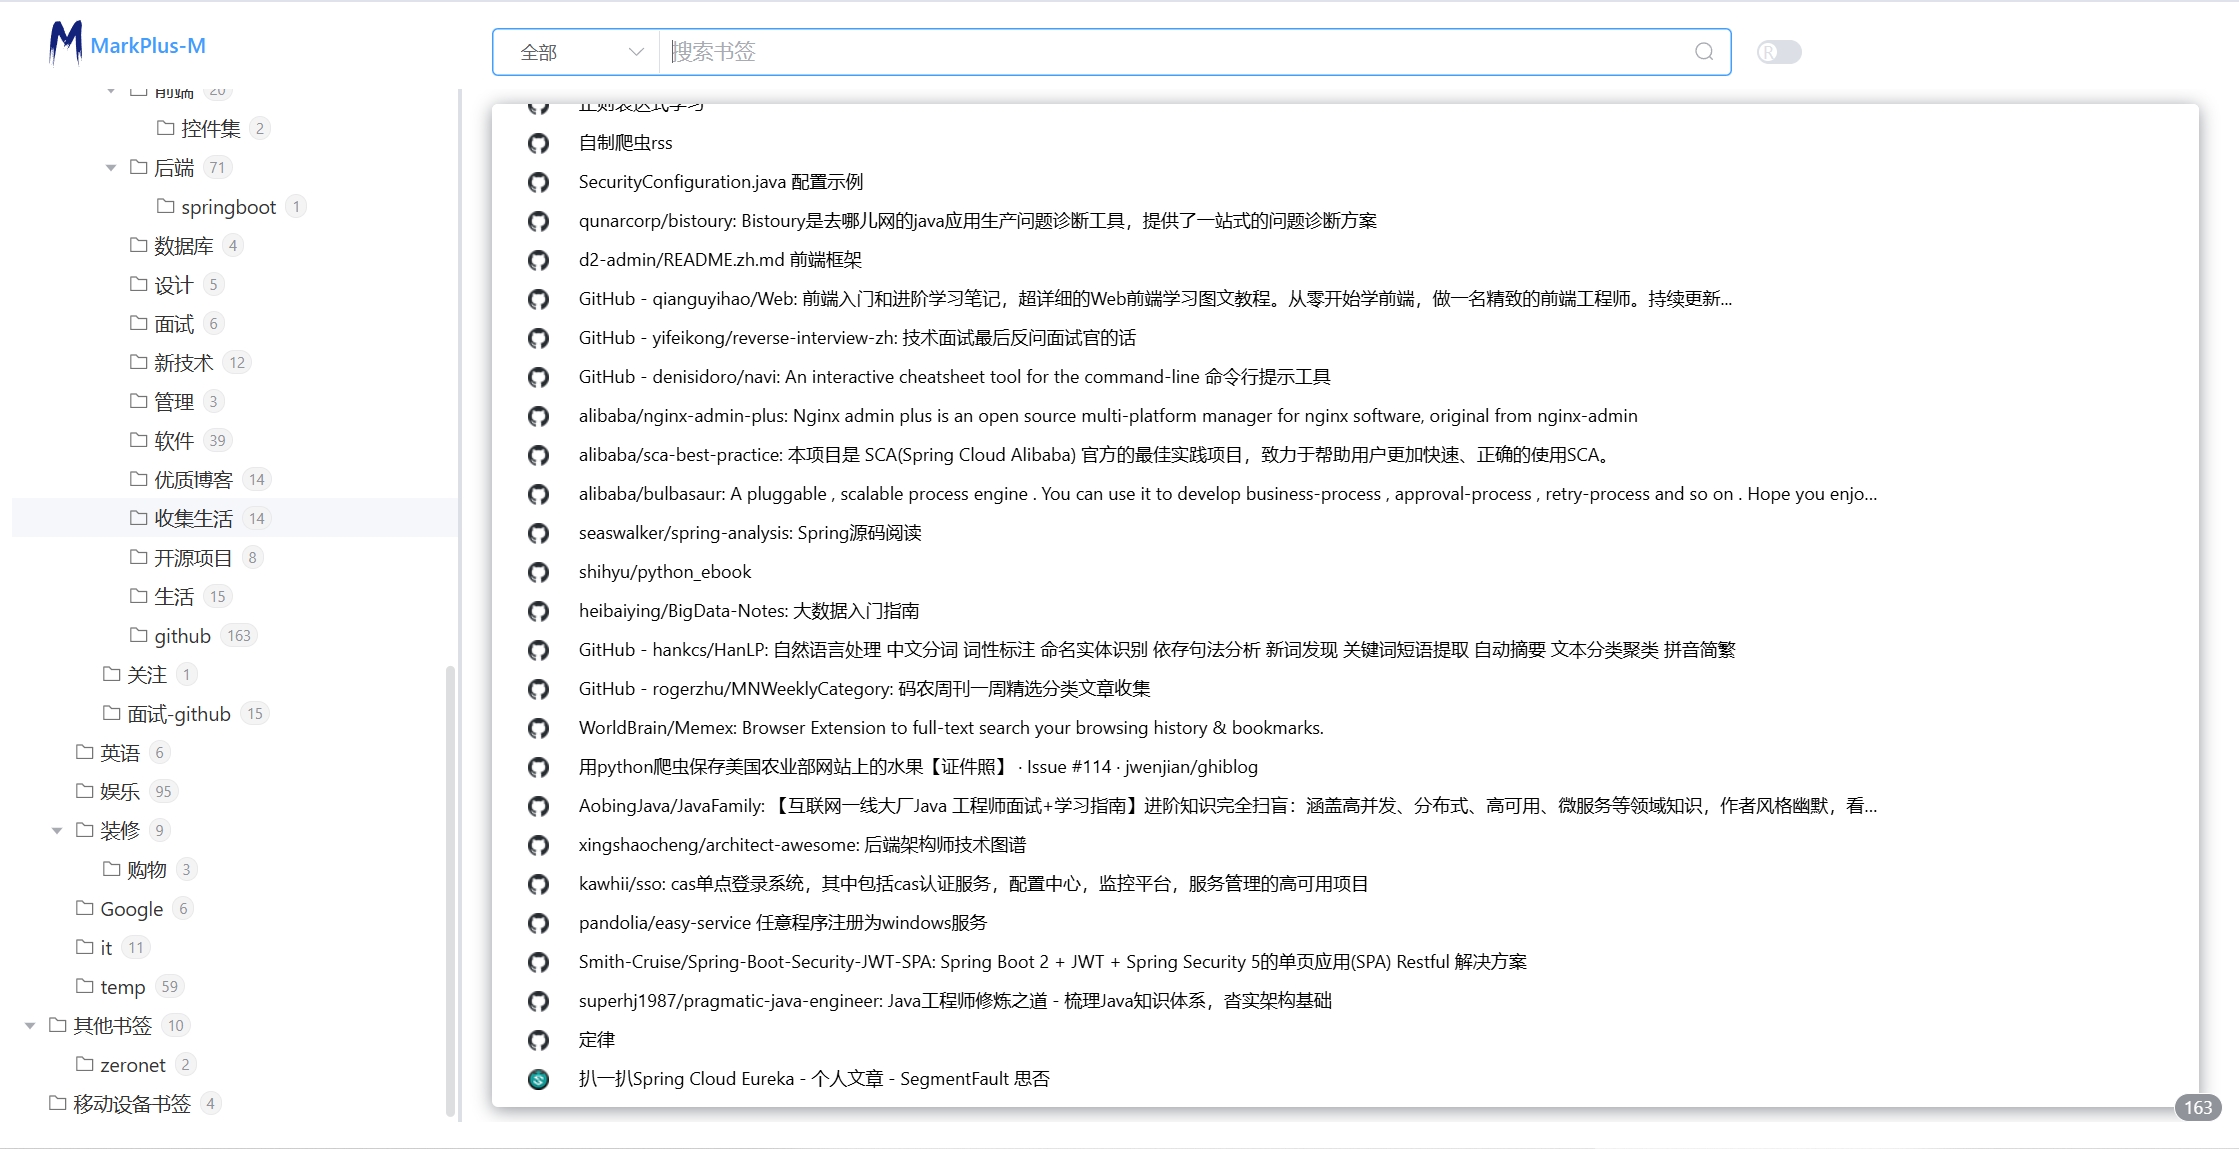 MarkPlus-M
全部
搜索书签
R
前端 20
控件集 2
后端 71
springboot 1
数据库 4
设计 5
面试 6
新技术 12
管理 3
软件 39
优质博客 14
收集生活 14
开源项目 8
生活 15
github 163
关注 1
面试-github 15
英语 6
娱乐 95
装修 9
购物 3
Google 6
it 11
temp 59
其他书签 10
zeronet 2
移动设备书签 4
正则表达式学习
自制爬虫rss
SecurityConfiguration.java 配置示例
qunarcorp/bistoury: Bistoury是去哪儿网的java应用生产问题诊断工具，提供了一站式的问题诊断方案
d2-admin/README.zh.md 前端框架
GitHub - qianguyihao/Web: 前端入门和进阶学习笔记，超详细的Web前端学习图文教程。从零开始学前端，做一名精致的前端工程师。持续更新...
GitHub - yifeikong/reverse-interview-zh: 技术面试最后反问面试官的话
GitHub - denisidoro/navi: An interactive cheatsheet tool for the command-line 命令行提示工具
alibaba/nginx-admin-plus: Nginx admin plus is an open source multi-platform manager for nginx software, original from nginx-admin
alibaba/sca-best-practice: 本项目是 SCA(Spring Cloud Alibaba) 官方的最佳实践项目，致力于帮助用户更加快速、正确的使用SCA。
alibaba/bulbasaur: A pluggable , scalable process engine . You can use it to develop business-process , approval-process , retry-process and so on . Hope you enjo...
seaswalker/spring-analysis: Spring源码阅读
shihyu/python_ebook
heibaiying/BigData-Notes: 大数据入门指南
GitHub - hankcs/HanLP: 自然语言处理 中文分词 词性标注 命名实体识别 依存句法分析 新词发现 关键词短语提取 自动摘要 文本分类聚类 拼音简繁
GitHub - rogerzhu/MNWeeklyCategory: 码农周刊一周精选分类文章收集
WorldBrain/Memex: Browser Extension to full-text search your browsing history & bookmarks.
用python爬虫保存美国农业部网站上的水果【证件照】 · Issue #114 · jwenjian/ghiblog
AobingJava/JavaFamily: 【互联网一线大厂Java 工程师面试+学习指南】进阶知识完全扫盲：涵盖高并发、分布式、高可用、微服务等领域知识，作者风格幽默，看...
xingshaocheng/architect-awesome: 后端架构师技术图谱
kawhii/sso: cas单点登录系统，其中包括cas认证服务，配置中心，监控平台，服务管理的高可用项目
pandolia/easy-service 任意程序注册为windows服务
Smith-Cruise/Spring-Boot-Security-JWT-SPA: Spring Boot 2 + JWT + Spring Security 5的单页应用(SPA) Restful 解决方案
superhj1987/pragmatic-java-engineer: Java工程师修炼之道 - 梳理Java知识体系，沓实架构基础
定律
扒一扒Spring Cloud Eureka - 个人文章 - SegmentFault 思否
163